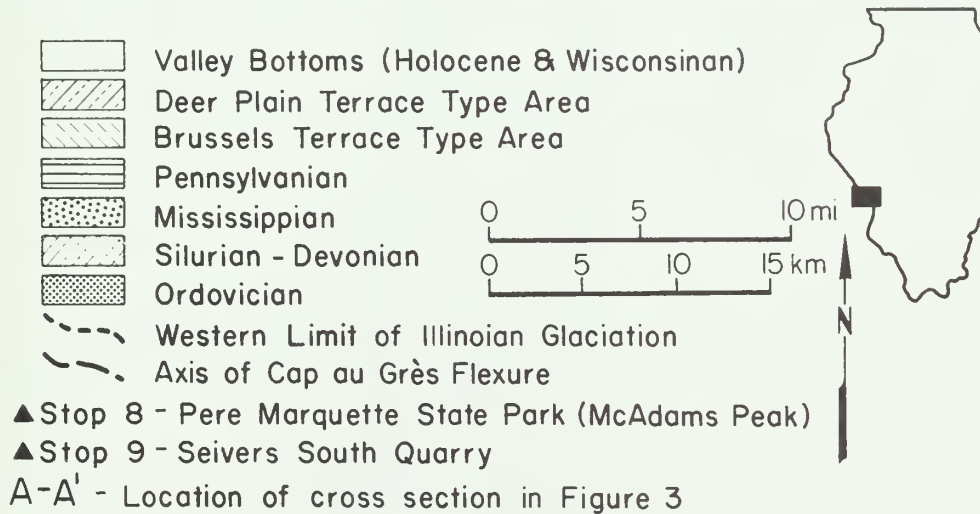 Valley Bottoms (Holocene & Wisconsinan)
Deer Plain Terrace Type Area
Brussels Terrace Type Area
Pennsylvanian
Mississippian
Silurian - Devonian
Ordovician
Western Limit of Illinoian Glaciation
Axis of Cap au Grès Flexure
▲Stop 8 - Pere Marquette State Park (McAdams Peak)
▲Stop 9 - Seivers South Quarry
A-A' - Location of cross section in Figure 3
0 5 10 mi
0 5 10 15 km
N